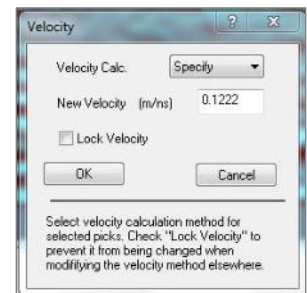 Velocity
Velocity Calc. Specify
New Velocity (m/ns) 0.1222
Lock Velocity
OK Cancel
Select velocity calculation method for
selected picks. Check "Lock Velocity" to
prevent it from being changed when
modififying the velocity method elsewhere.